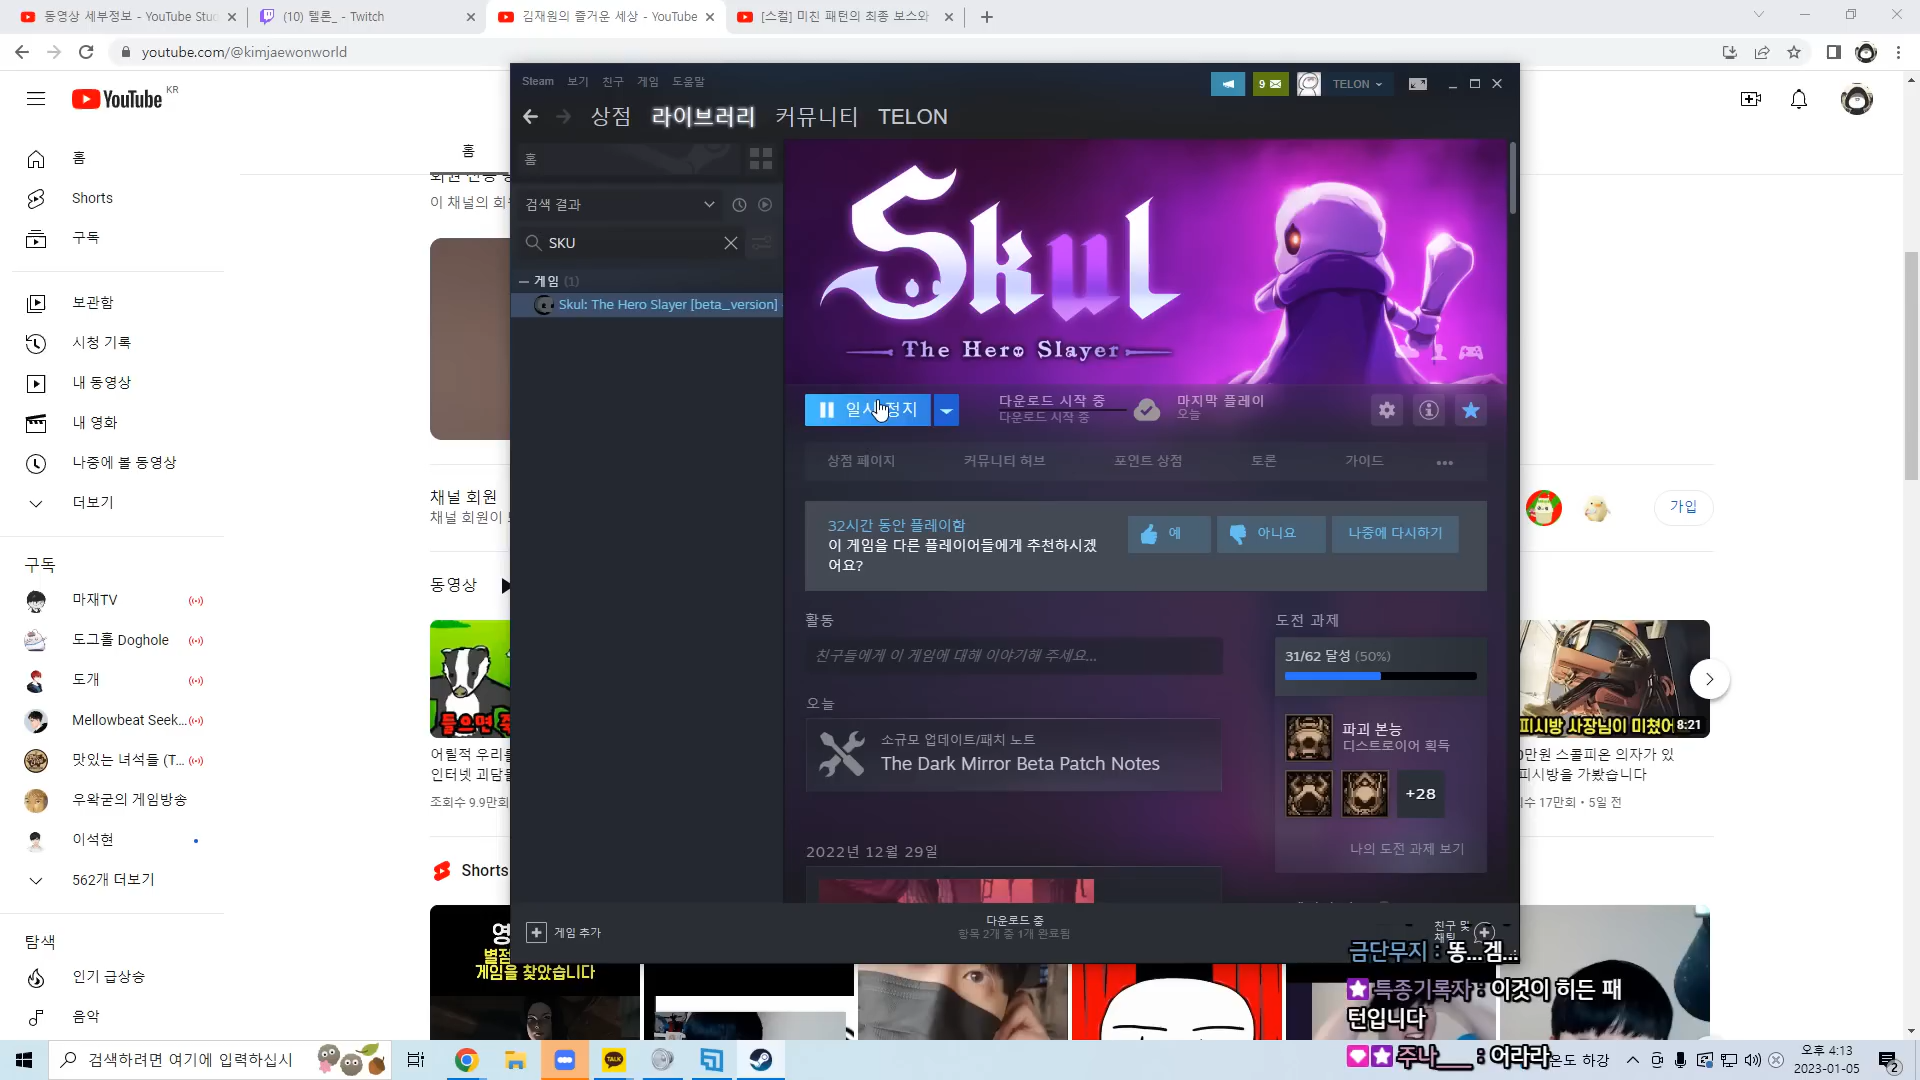 동영상 세부정보 - YouTube Stu
(10) 텔론_ - Twitch
김재원의 즐거운 세상 - YouTube
[스컬] 미친 패턴의 최종 보스와
youtube.com/@kimjaewonworld
YouTube KR
홈
Shorts
구독
보관함
시청 기록
내 동영상
내 영화
나중에 볼 동영상
더보기
구독
마재TV
도그홀 Doghole
도개
Mellowbeat Seek...
맛있는 녀석들 (T...
우왁굳의 게임방송
이석현
562개 더보기
탐색
인기 급상승
음악
홈
이 채널의 회
채널 회원
채널 회원이
동영상
들으면 죽
어릴적 우리를
인터넷 괴담들
조회수 9.9만회
Shorts
영
별점
게임을 찾았습니다
Steam 보기 친구 게임 도움말
9
TELON
상점 라이브러리 커뮤니티 TELON
홈
검색 결과
SKU
게임 (1)
Skul: The Hero Slayer [beta_version]
Skul
The Hero Slayer
일시 정지
다운로드 시작 중
다운로드 시작 중
마지막 플레이
오늘
상점 페이지 커뮤니티 허브 포인트 상점 토론 가이드
32시간 동안 플레이함
이 게임을 다른 플레이어들에게 추천하시겠
어요?
예
아니요
나중에 다시하기
활동
친구들에게 이 게임에 대해 이야기해 주세요...
오늘
소규모 업데이트/패치 노트
The Dark Mirror Beta Patch Notes
2022년 12월 29일
도전 과제
31/62 달성 (50%)
파괴 본능
디스트로이어 획득
+28
나의 도전 과제 보기
게임 추가
다운로드 중
항목 2개 중 1개 완료됨
친구 및
채팅
가입
피시방 사장님이 미쳤어
8:21
0만원 스콜피온 의자가 있
피시방을 가봤습니다
수 17만회 • 5일 전
금단무지 : 똥...겜...
특종기록자 : 이것이 히든 패
턴입니다
주나___ : 어라라
검색하려면 여기에 입력하십시
TALK
온도 하강
오후 4:13
2023-01-05
2